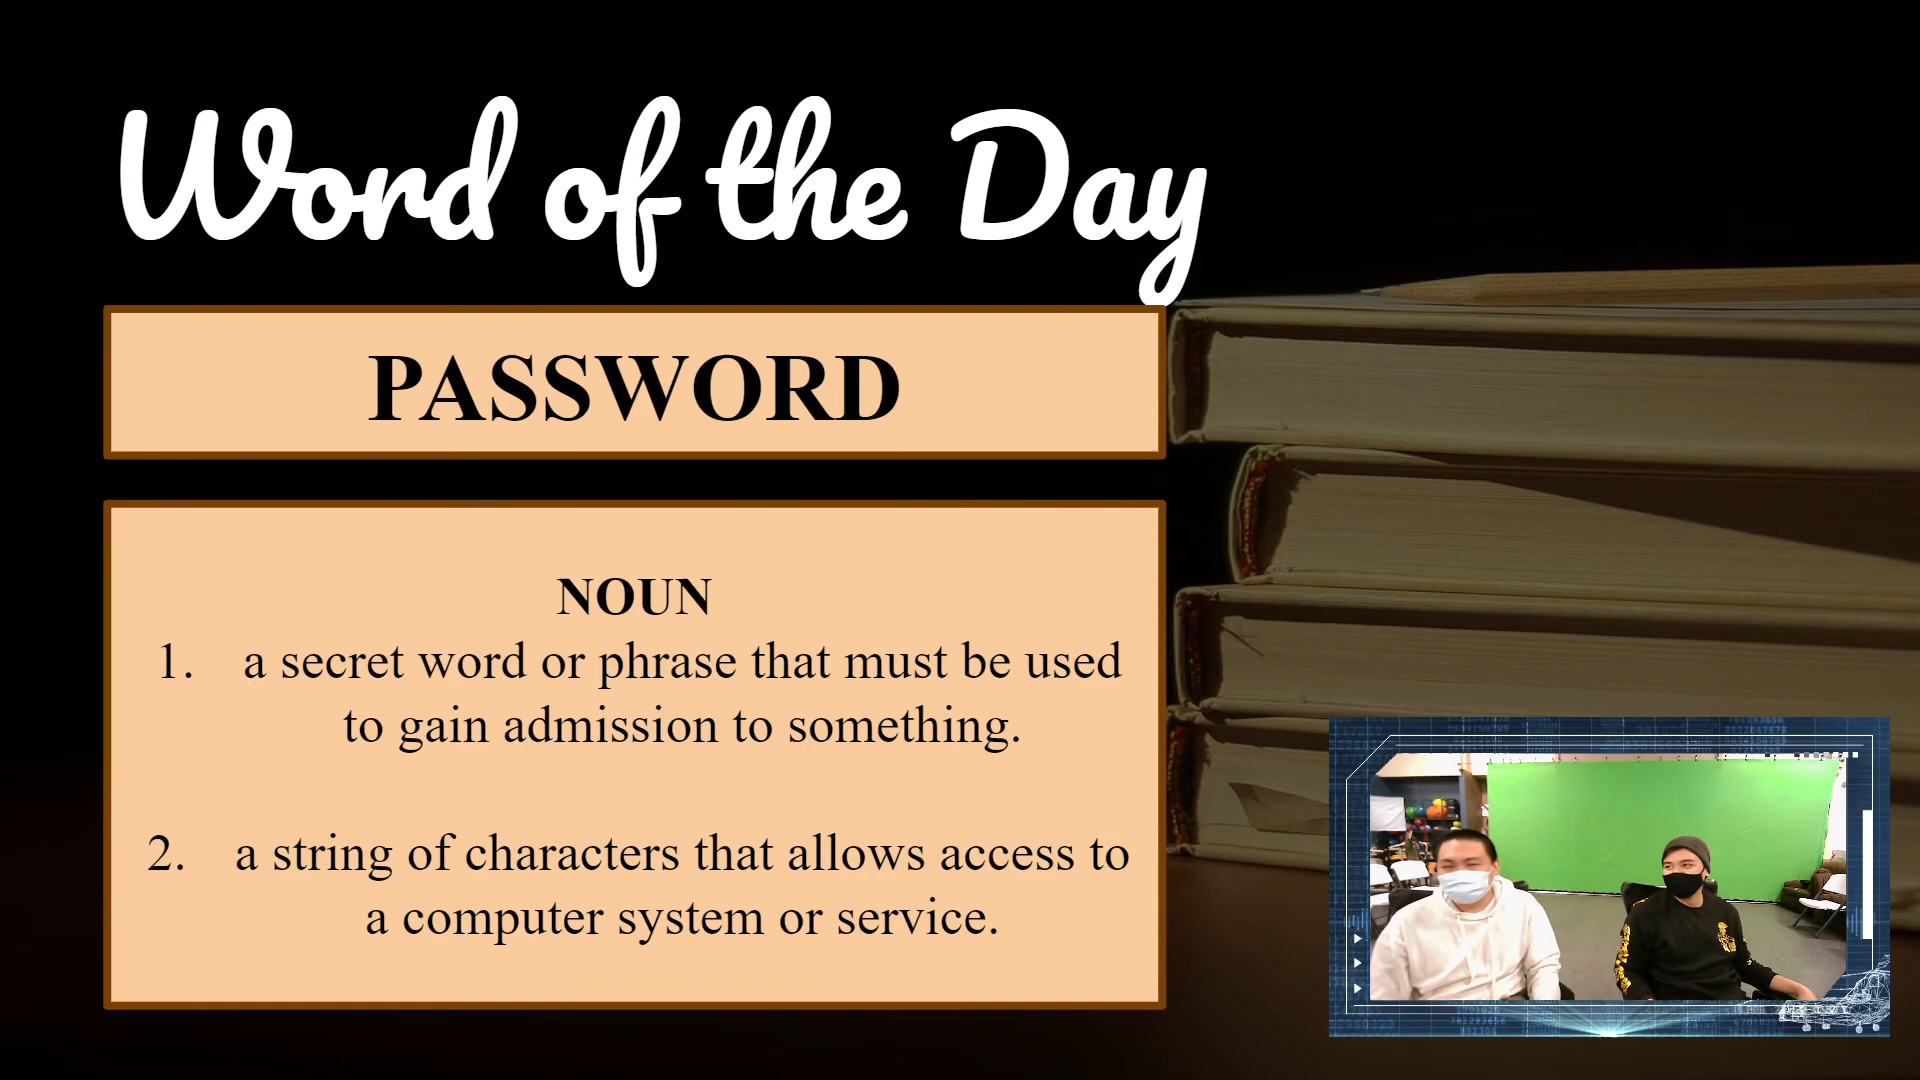 Word of the Day
PASSWORD
NOUN
1. a secret word or phrase that must be used
to gain admission to something.
2. a string of characters that allows access to
a computer system or service.